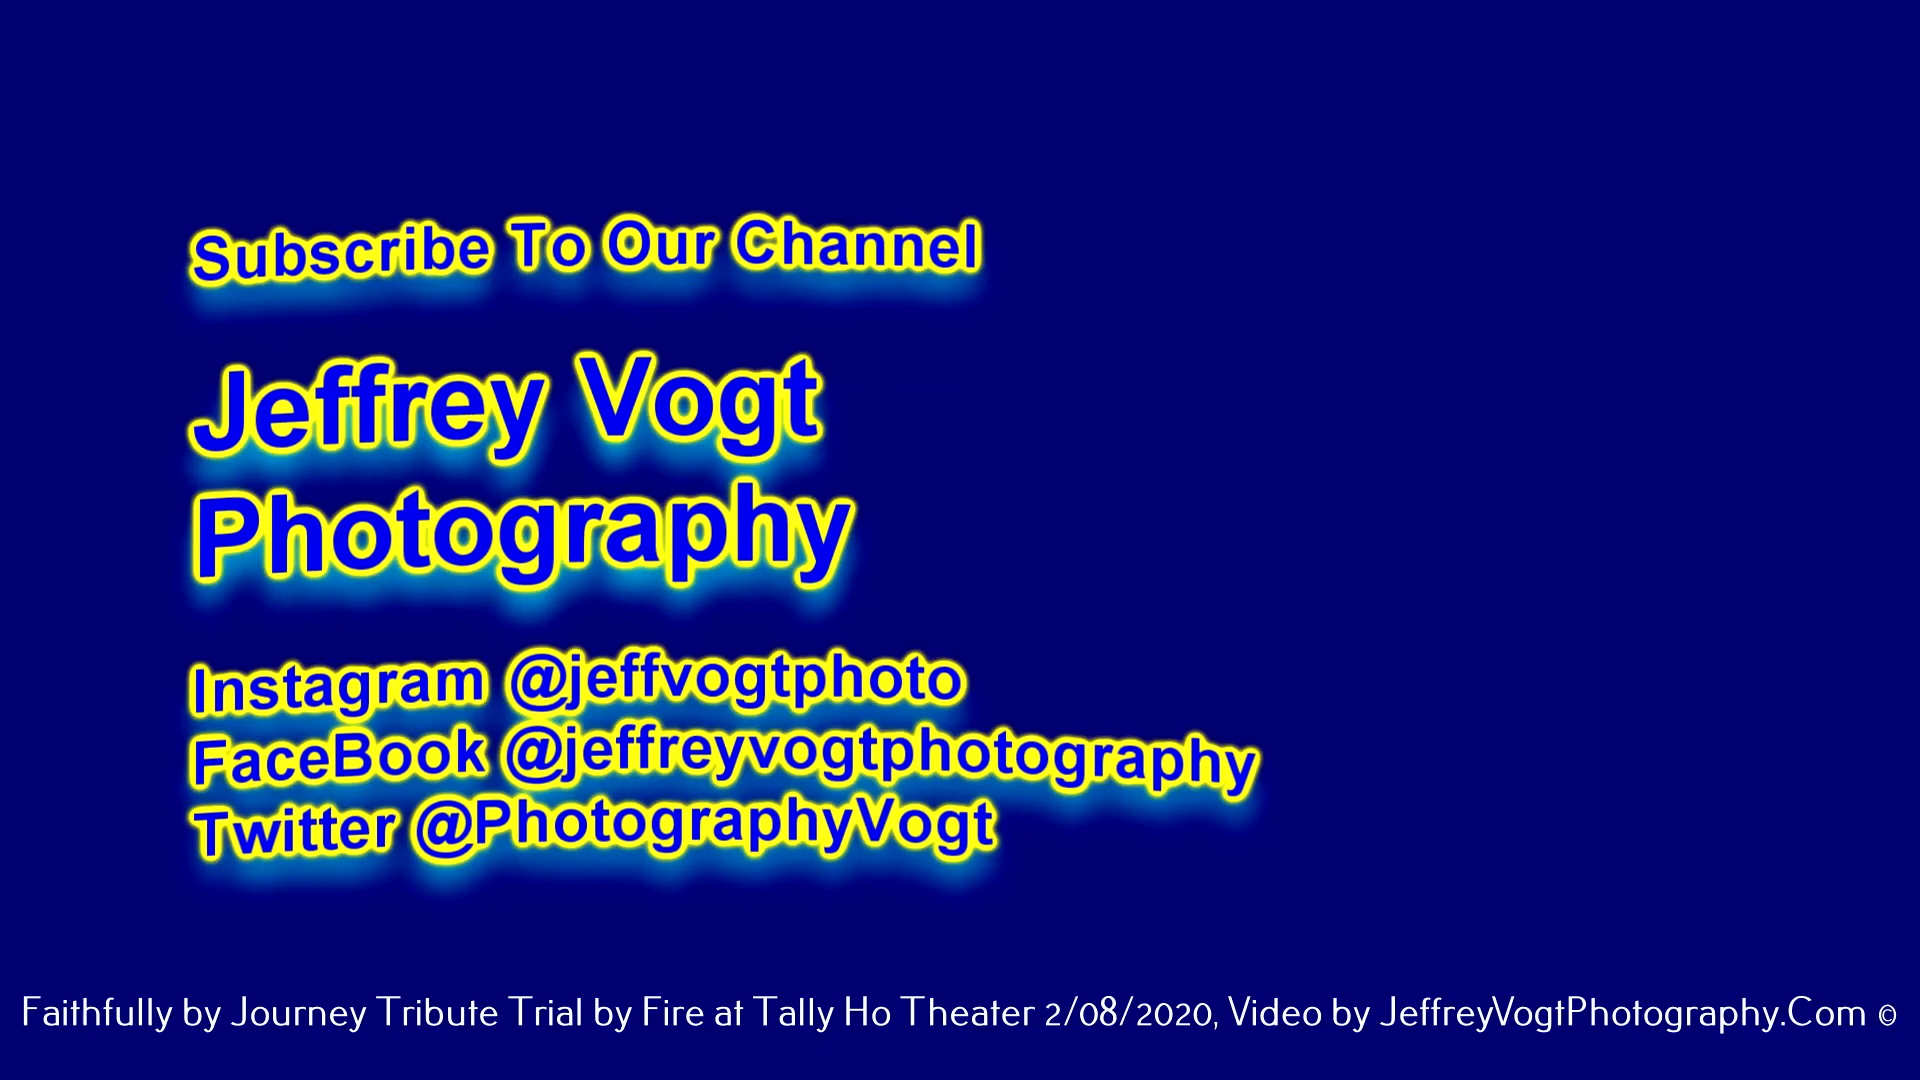 Subscribe To Our Channel
Jeffrey Vogt
Photography
Instagram @jeffvogtphoto
FaceBook @jeffreyvogtphotography
Twitter @PhotographyVogt
Faithfully by Journey Tribute Trial by Fire at Tally Ho Theater 2/08/2020, Video by JeffreyVogtPhotography.Com ©